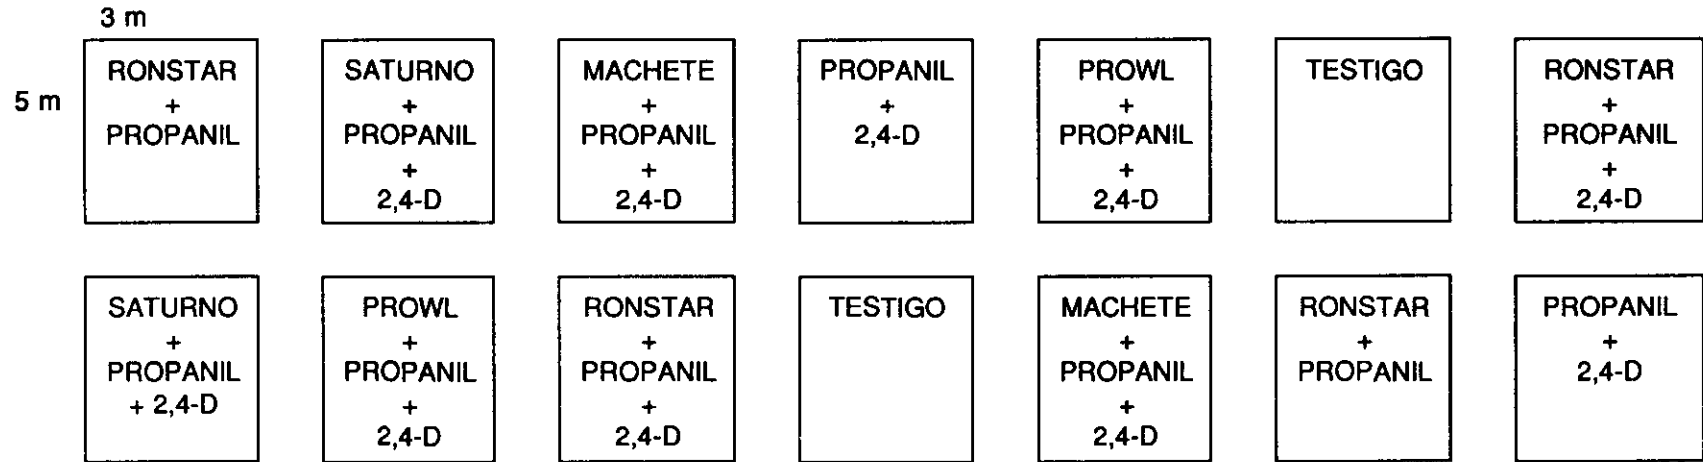 3 m
5 m
RONSTAR
+
PROPANIL
SATURNO
+
PROPANIL
+
2,4-D
MACHETE
+
PROPANIL
+
2,4-D
PROPANIL
+
2,4-D
PROWL
+
PROPANIL
+
2,4-D
TESTIGO
RONSTAR
+
PROPANIL
+
2,4-D
SATURNO
+
PROPANIL
+ 2,4-D
PROWL
+
PROPANIL
+
2,4-D
RONSTAR
+
PROPANIL
+
2,4-D
TESTIGO
MACHETE
+
PROPANIL
+
2,4-D
RONSTAR
+
PROPANIL
PROPANIL
+
2,4-D